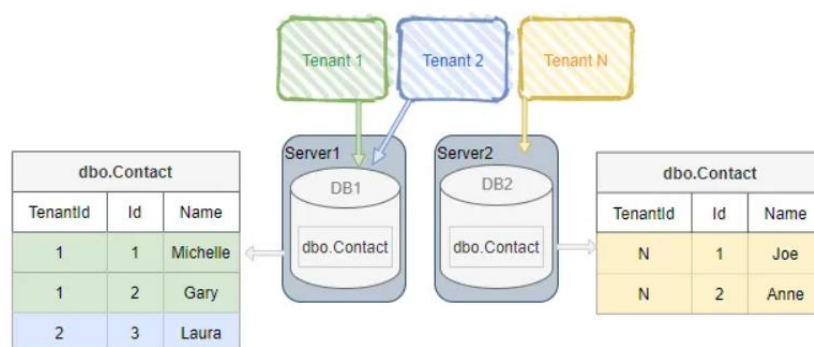 Tenant 1
Tenant 2
Tenant N
Server1
Server2
DB1
DB2
dbo.Contact
dbo.Contact
dbo.Contact
TenantId Id Name
1 1 Michelle
1 2 Gary
2 3 Laura
dbo.Contact
TenantId Id Name
N 1 Joe
N 2 Anne